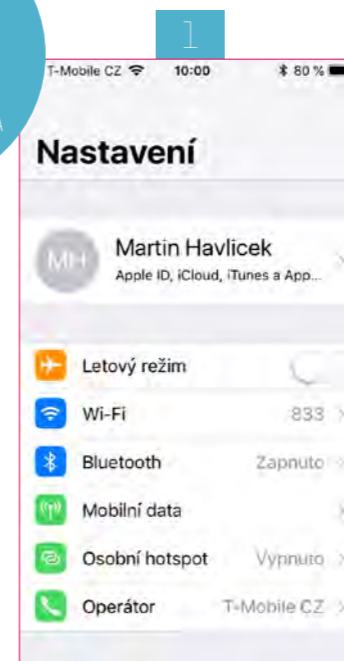 1
T-Mobile CZ 10:00 80 %
A
Nastavení
MH
Martin Havlicek
Apple ID, iCloud, iTunes a App...
Letový režim
Wi-Fi 833
Bluetooth Zapnuto
Mobilní data
Osobní hotspot Vypnuto
Operátor T-Mobile CZ